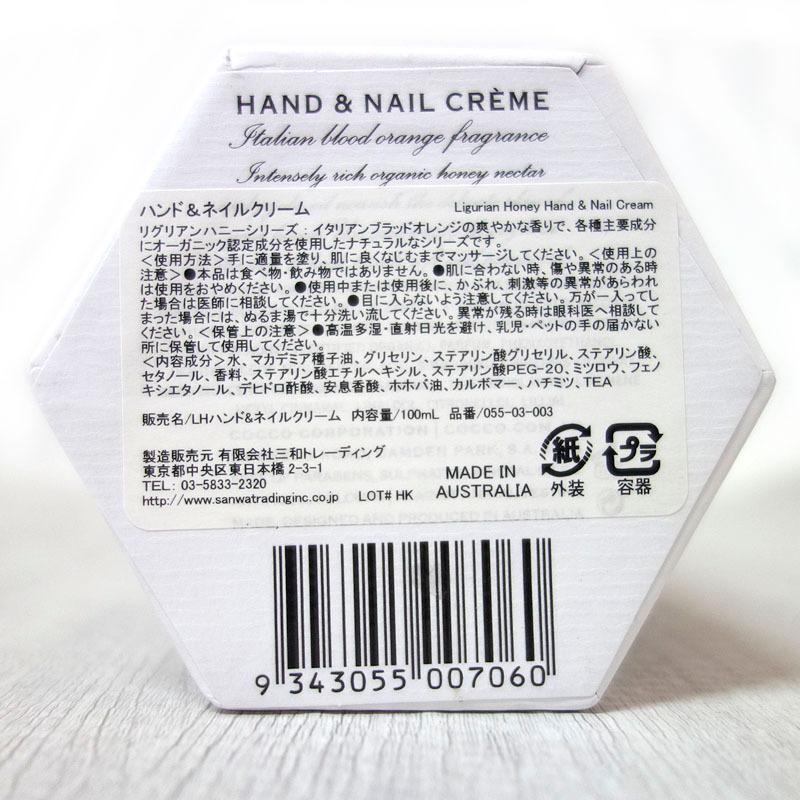 HAND & NAIL CRÈME
Italian blood orange fragrance
Intensely rich organic honey nectar
ハンド&ネイルクリーム Ligurian Honey Hand & Nail Cream
リグリアンハニーシリーズ:イタリアンブラッドオレンジの爽やかな香りで、各種主要成分
にオーガニック認定成分を使用したナチュラルなシリーズです。
<使用方法>手に適量を塗り、肌に良くなじむまでマッサージしてください。<使用上の
注意>●本品は食べ物・飲み物ではありません。●肌に合わない時、傷や異常のある時
は使用をおやめください。●使用中または使用後に、かぶれ、刺激等の異常があらわれ
た場合は医師に相談してください。●目に入らないよう注意してください。万が一入ってし
まった場合には、ぬるま湯で十分洗い流してください。異常が残る時は眼科医へ相談し
てください。<保管上の注意>●高温多湿・直射日光を避け、乳児・ペットの手の届かない
所に保管して使用してください。
<内容成分>水、マカデミア種子油、グリセリン、ステアリン酸グリセリル、ステアリン酸、
セタノール、香料、ステアリン酸エチルヘキシル、ステアリン酸PEG-20、ミツロウ、フェノ
キシエタノール、デヒドロ酢酸、安息香酸、ホホバ油、カルボマー、ハチミツ、TEA
販売名/LHハンド&ネイルクリーム 内容量/100mL 品番/055-03-003
製造販売元 有限会社三和トレーディング
東京都中央区東日本橋2-3-1
TEL: 03-5833-2320
http://www.sanwatradinginc.co.jp LOT# HK
MADE IN
AUSTRALIA
紙
外装
プラ
容器
MADE, DESIGNED AND PRODUCED IN AUSTRALIA
9 343055 007060